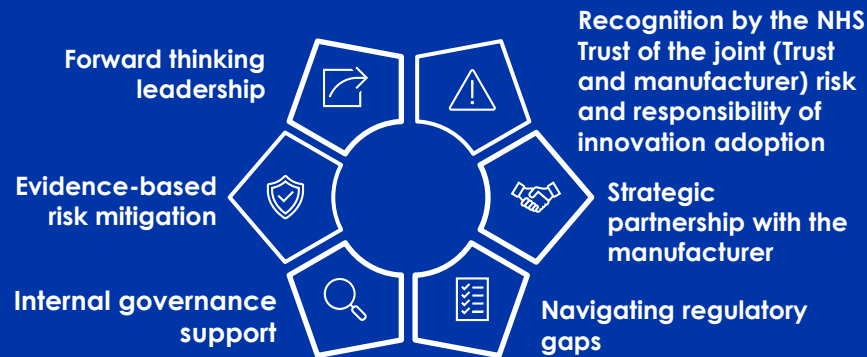 Forward thinking
leadership
Recognition by the NHS
Trust of the joint (Trust
and manufacturer) risk
and responsibility of
innovation adoption
Evidence-based
risk mitigation
Strategic
partnership with the
manufacturer
Internal governance
support
Navigating regulatory
gaps